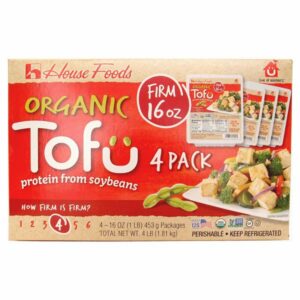 House Foods
ORGANIC
Tofu
protein from soybeans
FIRM
16 OZ
4 PACK
HOW FIRM IS FIRM?
1 2 3 4 5 6
4–16 OZ (1 LB) 453g Packages
TOTAL NET WT. 4 LB (1.81 kg)
PERISHABLE • KEEP REFRIGERATED